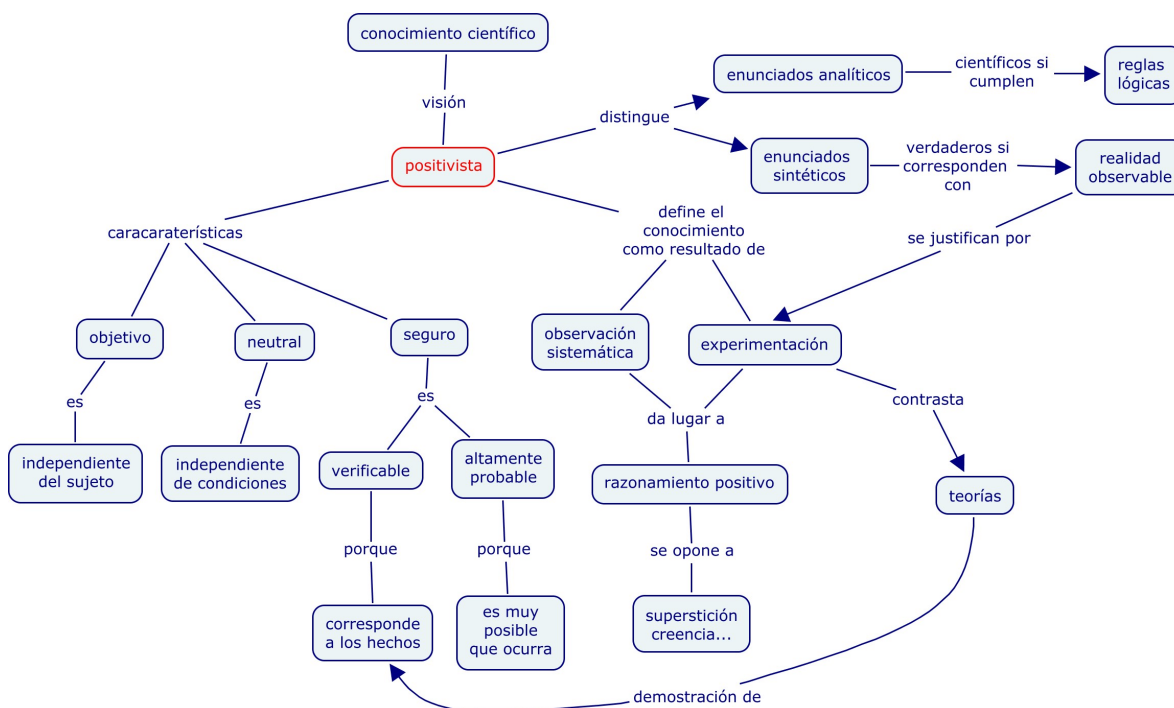 conocimiento científico
visión
positivista
distingue
enunciados analíticos
científicos si
cumplen
reglas
lógicas
enunciados
sintéticos
verdaderos si
corresponden
con
realidad
observable
se justifican por
caracaraterísticas
define el
conocimiento
como resultado de
objetivo
neutral
seguro
observación
sistemática
experimentación
es
es
es
da lugar a
contrasta
independiente
del sujeto
independiente
de condiciones
verificable
altamente
probable
razonamiento positivo
teorías
porque
porque
se opone a
corresponde
a los hechos
es muy
posible
que ocurra
superstición
creencia...
demostración de